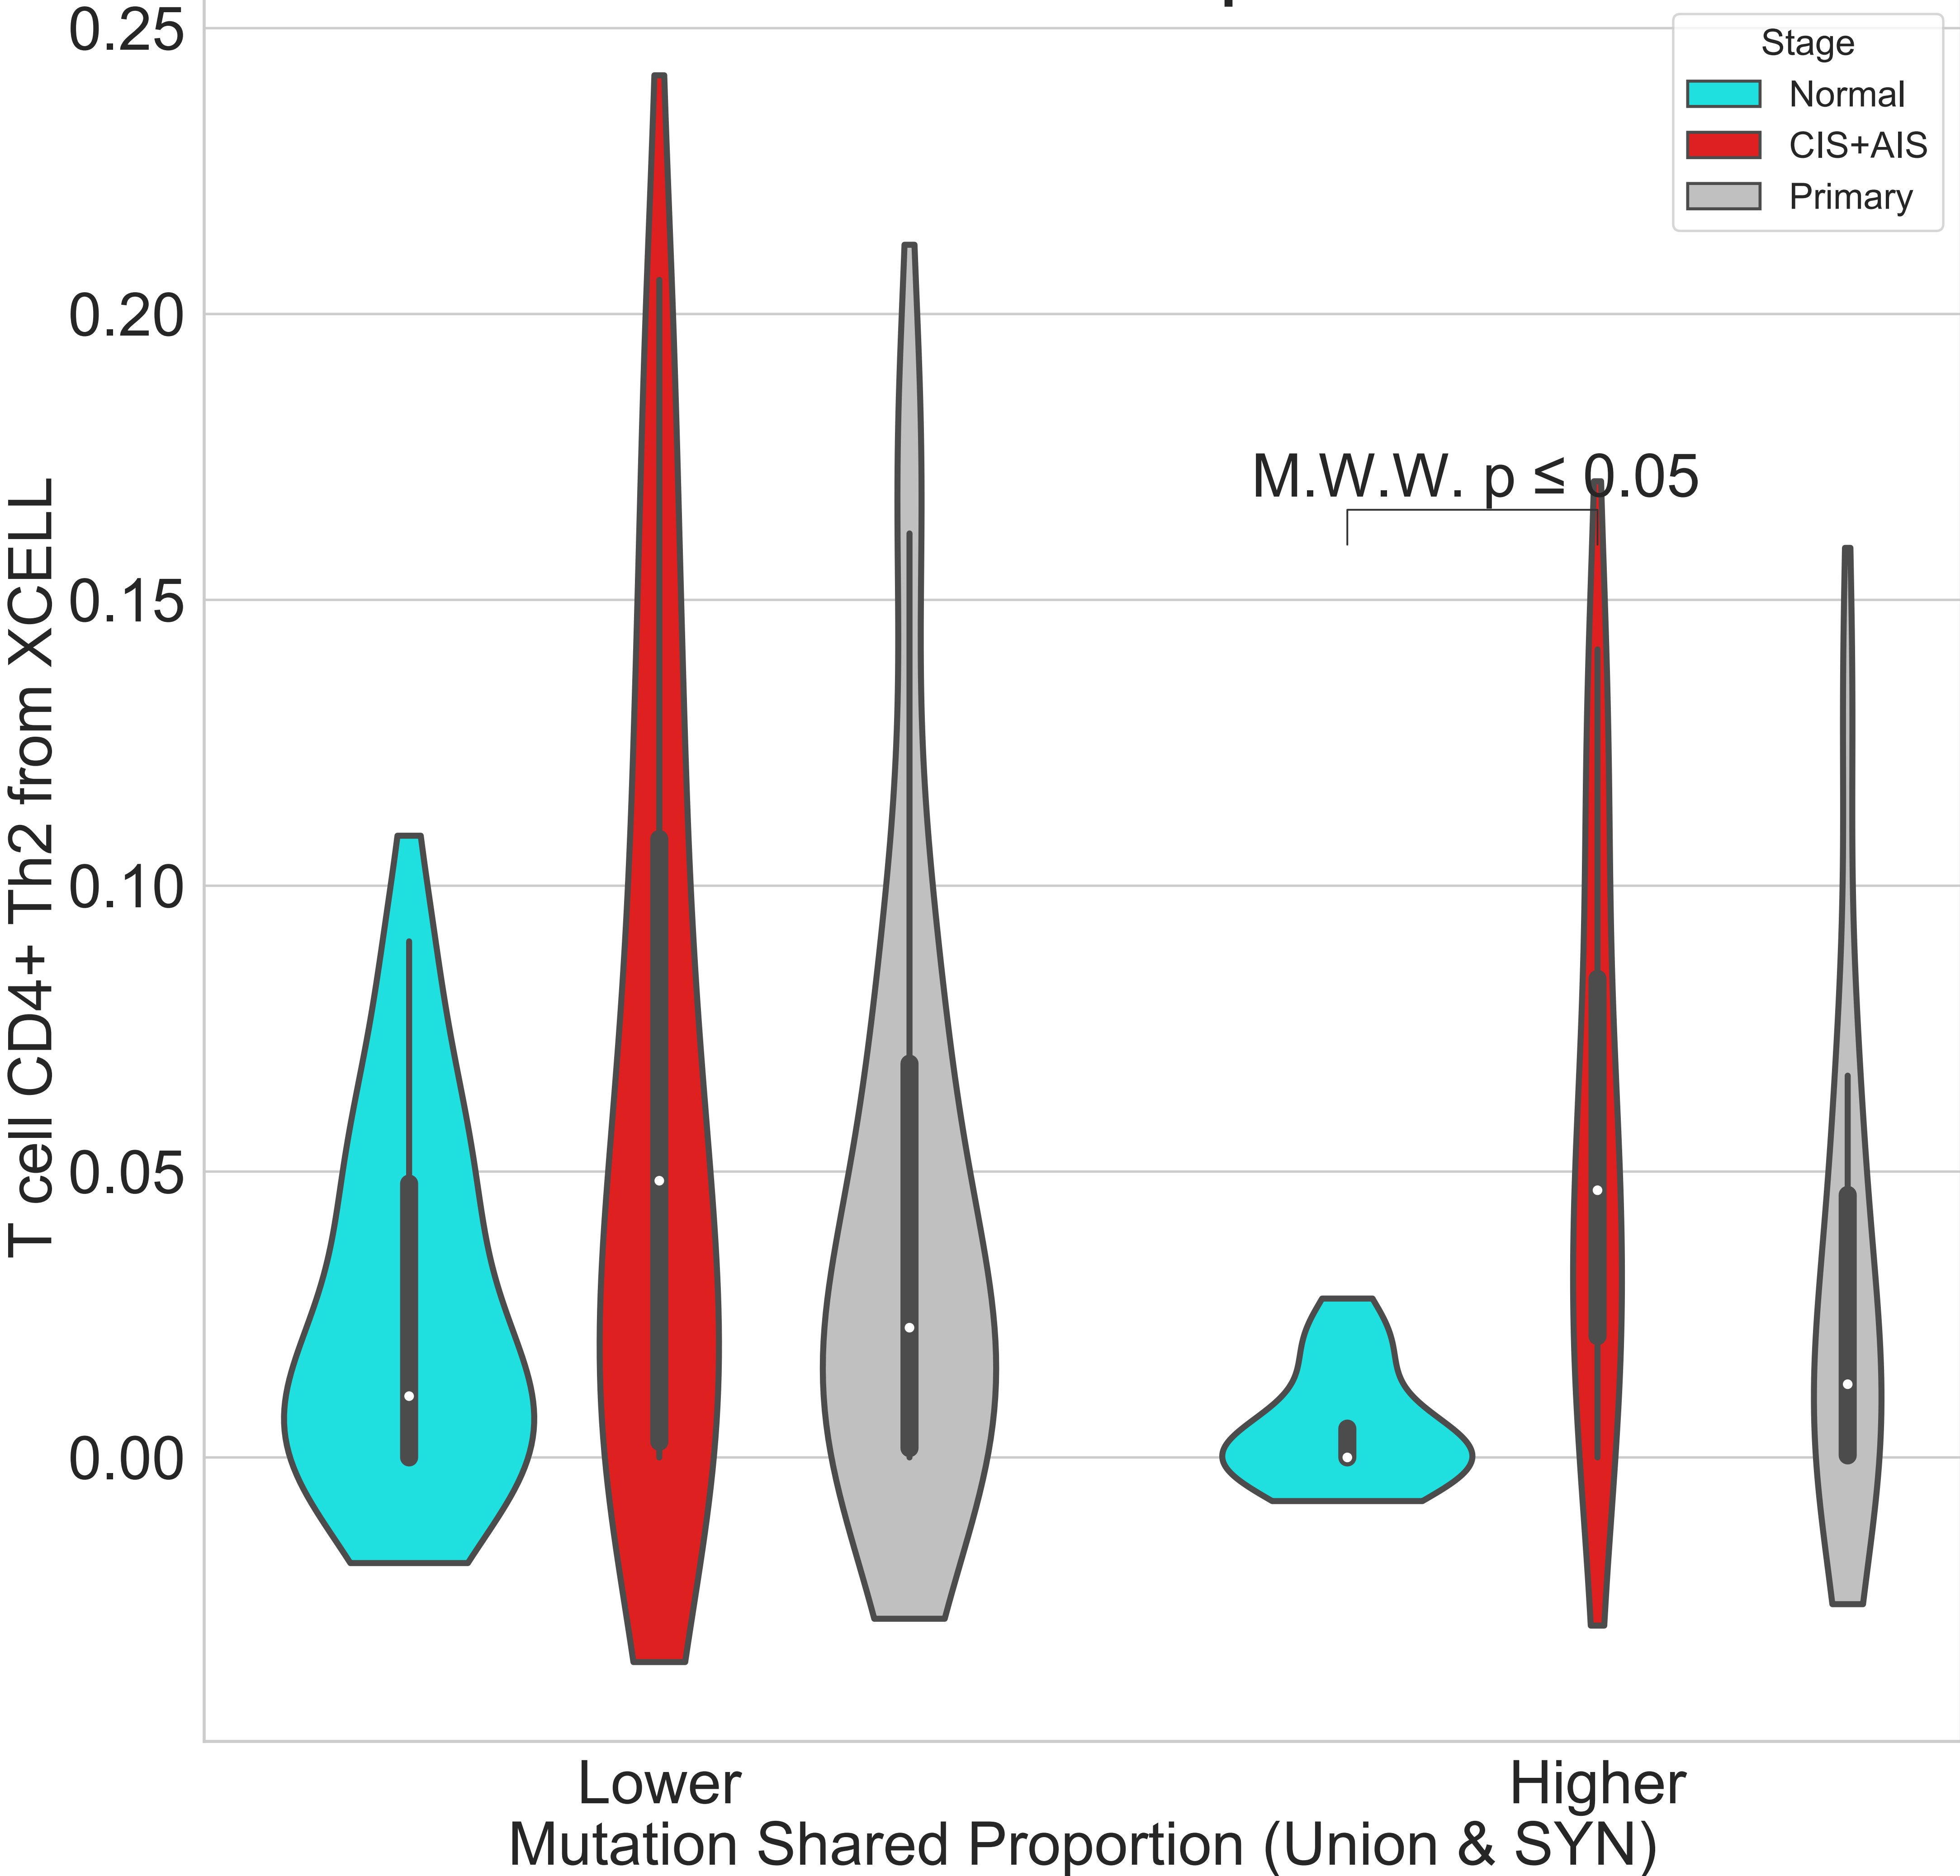 0.25
0.20
0.15
0.10
0.05
0.00
T cell CD4+ Th2 from XCELL
Stage
Normal
CIS+AIS
Primary
M.W.W. p ≤ 0.05
Lower
Higher
Mutation Shared Proportion (Union & SYN)